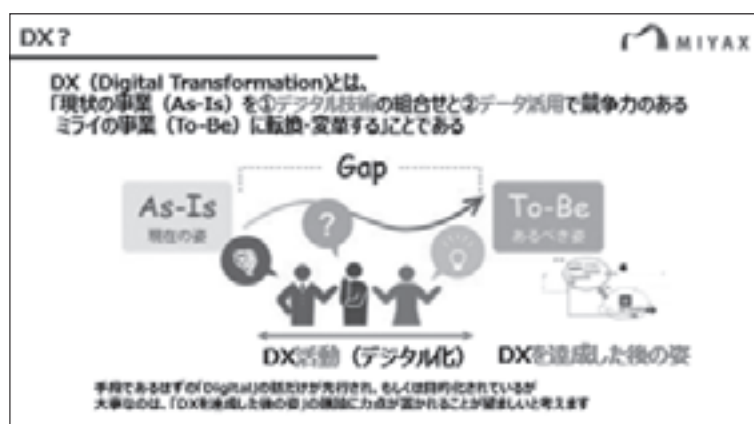 DX？
MIYAX
DX（Digital Transformation)とは、
「現状の事業（As-Is）を①デジタル技術の組合せと②データ活用で競争力のある
ミライの事業（To-Be）に転換・変革する」ことである
Gap
As-Is
現在の姿
?
To-Be
あるべき姿
DX活動（デジタル化）
DXを達成した後の姿
手段であるはずの「Digital」の話だけが先行され、もしくは目的化されているが
大事なのは、「DXを達成した後の姿」の議論に力点が置かれることが望ましいと考えます